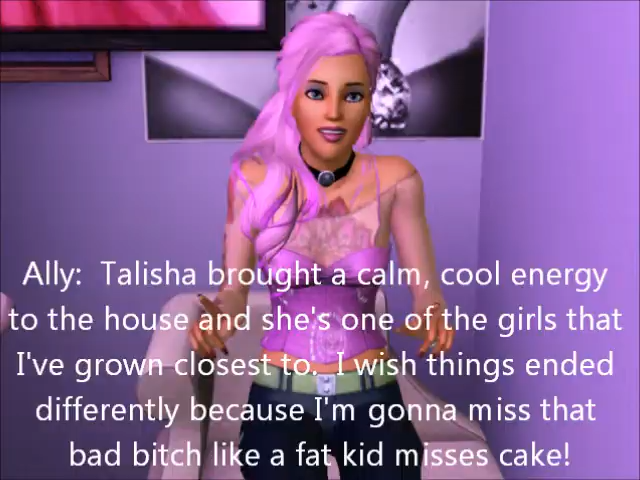 Ally:  Talisha brought a calm, cool energy
to the house and she's one of the girls that
I've grown closest to.  I wish things ended
differently because I'm gonna miss that
bad bitch like a fat kid misses cake!